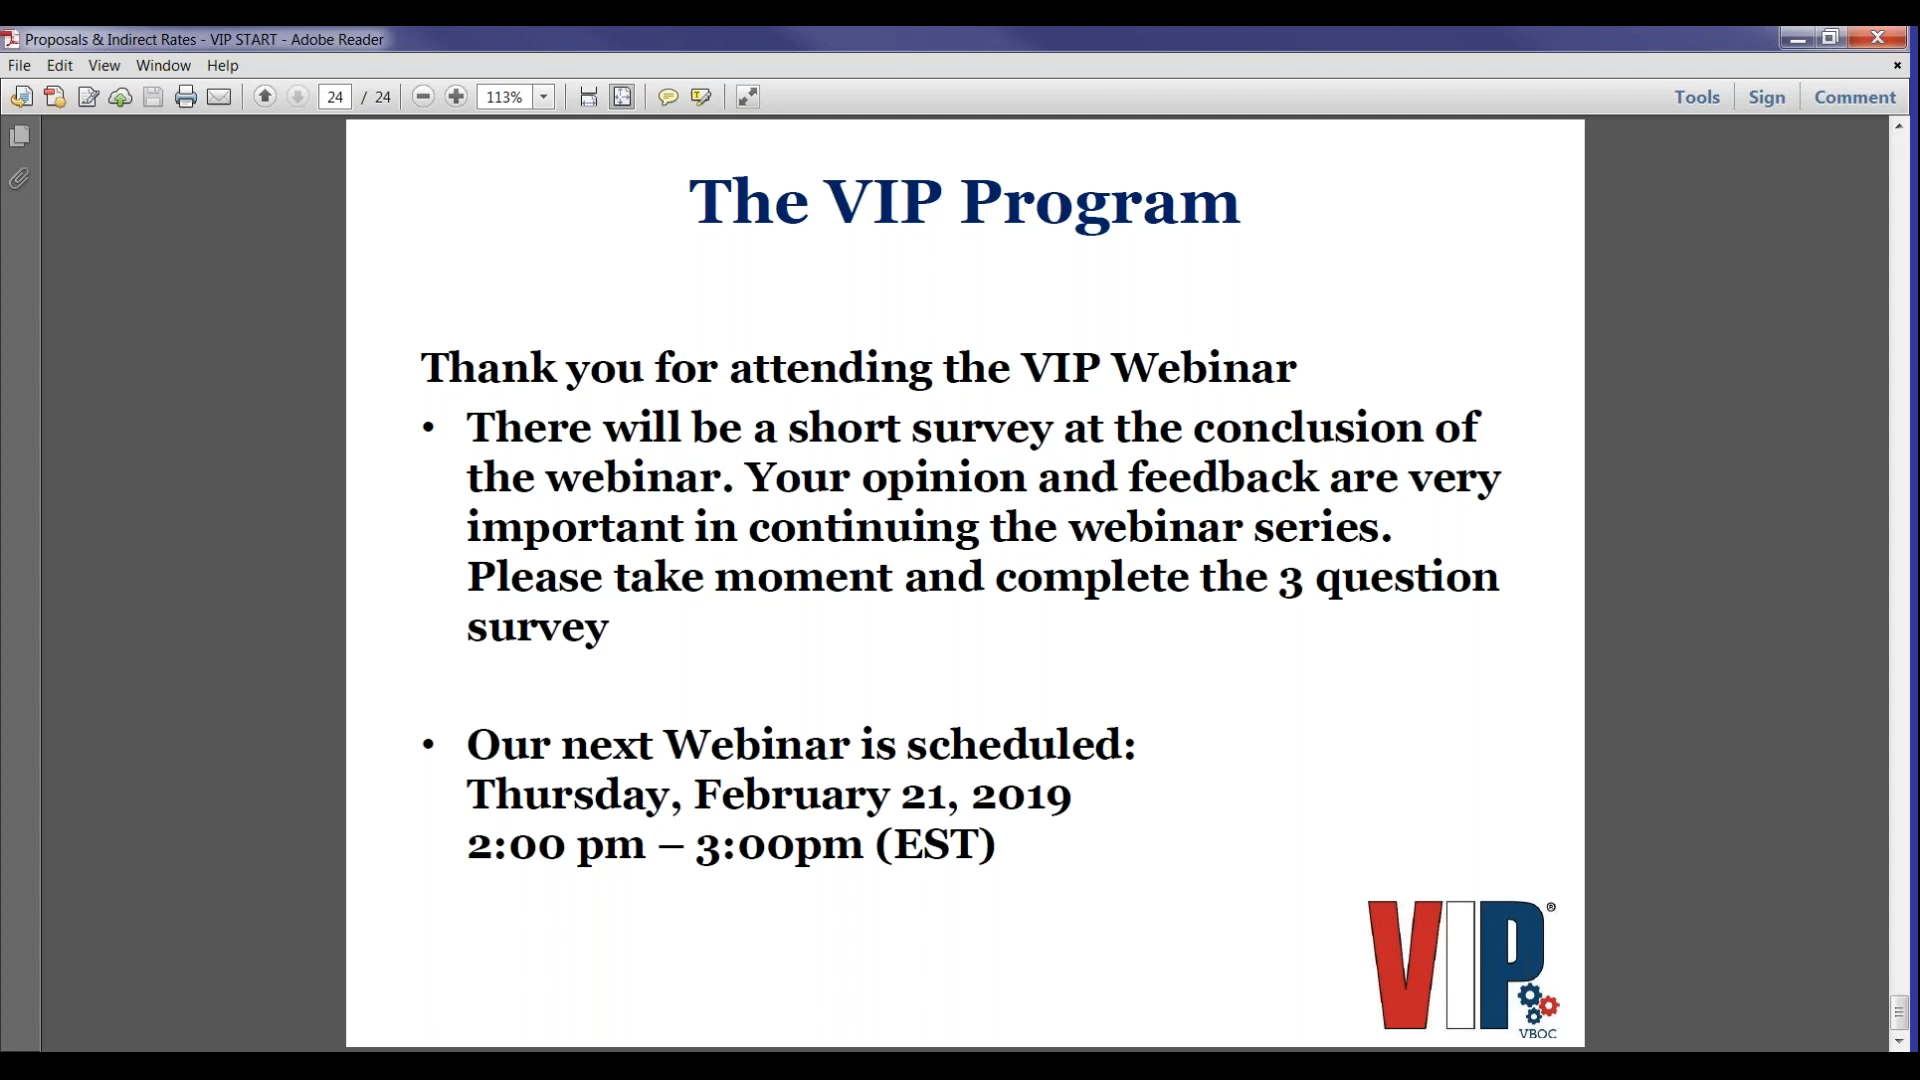 Proposals & Indirect Rates - VIP START - Adobe Reader
File Edit View Window Help
24 / 24 113% Tools Sign Comment
The VIP Program
Thank you for attending the VIP Webinar
• There will be a short survey at the conclusion of
the webinar. Your opinion and feedback are very
important in continuing the webinar series.
Please take moment and complete the 3 question
survey
• Our next Webinar is scheduled:
Thursday, February 21, 2019
2:00 pm – 3:00pm (EST)
VIP®
VBOC